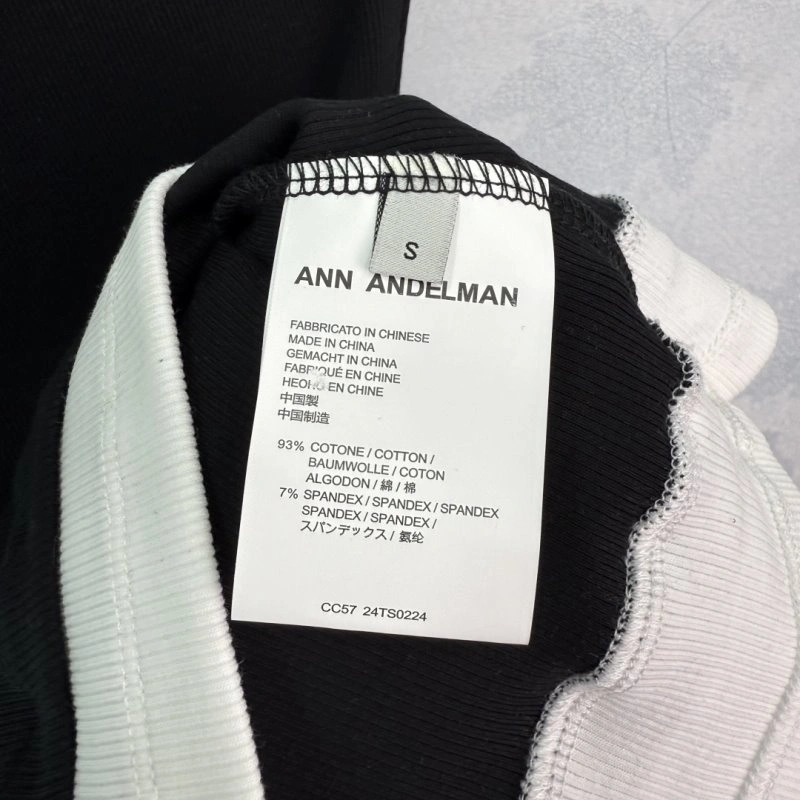 S
ANN ANDELMAN
FABBRICATO IN CHINESE
MADE IN CHINA
GEMACHT IN CHINA
FABRIQUÉ EN CHINE
EN CHINE
中国製
中国制造
93% COTONE / COTTON /
BAUMWOLLE / COTON
ALGODON / 綿 / 棉
7% SPANDEX / SPANDEX / SPANDEX
SPANDEX / SPANDEX /
スパンデックス / 氨纶
CC57 24TS0224